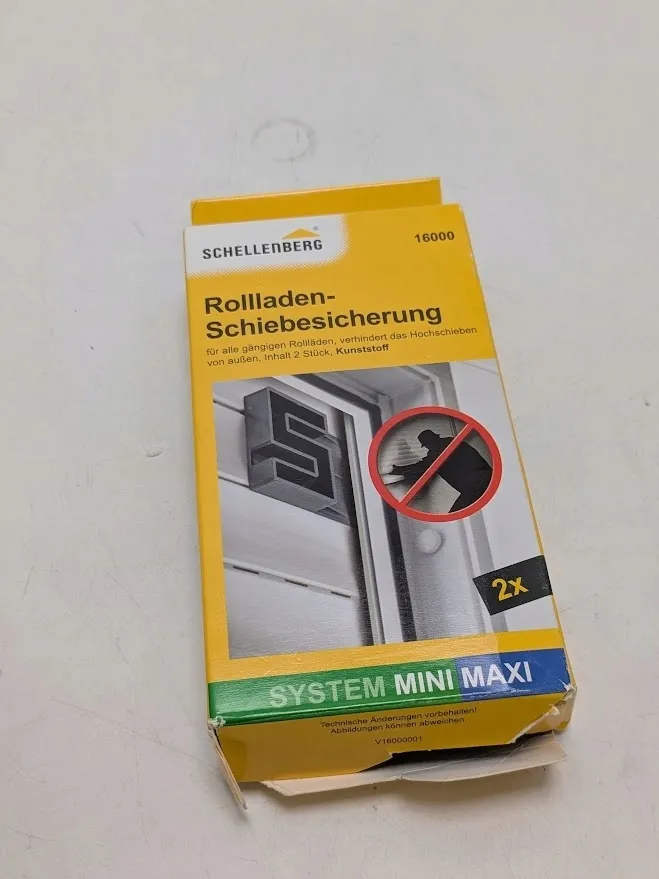 SCHELLENBERG®
16000
Rollladen-
Schiebesicherung
für alle gängigen Rollläden, verhindert das Hochschieben
von außen, Inhalt 2 Stück, Kunststoff
S
2x
SYSTEM MINI MAXI
Technische Änderungen vorbehalten!
Abbildungen können abweichen
V16000001